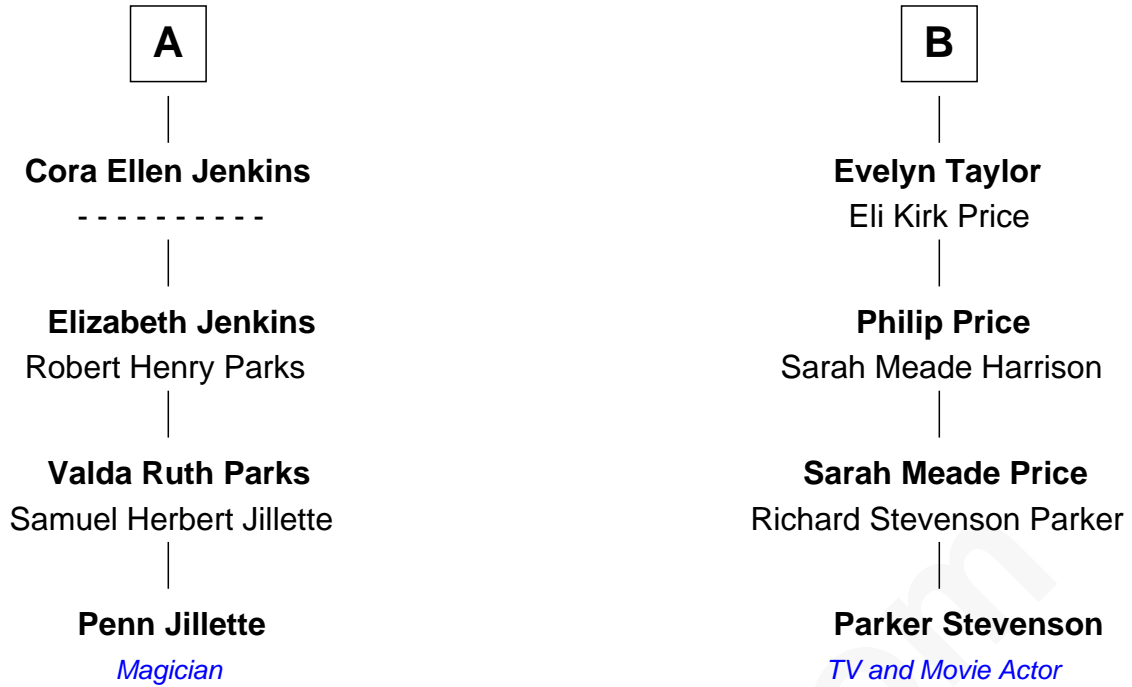 A
Cora Ellen Jenkins
- - - - - - - - - -
Elizabeth Jenkins
Robert Henry Parks
Valda Ruth Parks
Samuel Herbert Jillette
Penn Jillette
Magician
B
Evelyn Taylor
Eli Kirk Price
Philip Price
Sarah Meade Harrison
Sarah Meade Price
Richard Stevenson Parker
Parker Stevenson
TV and Movie Actor